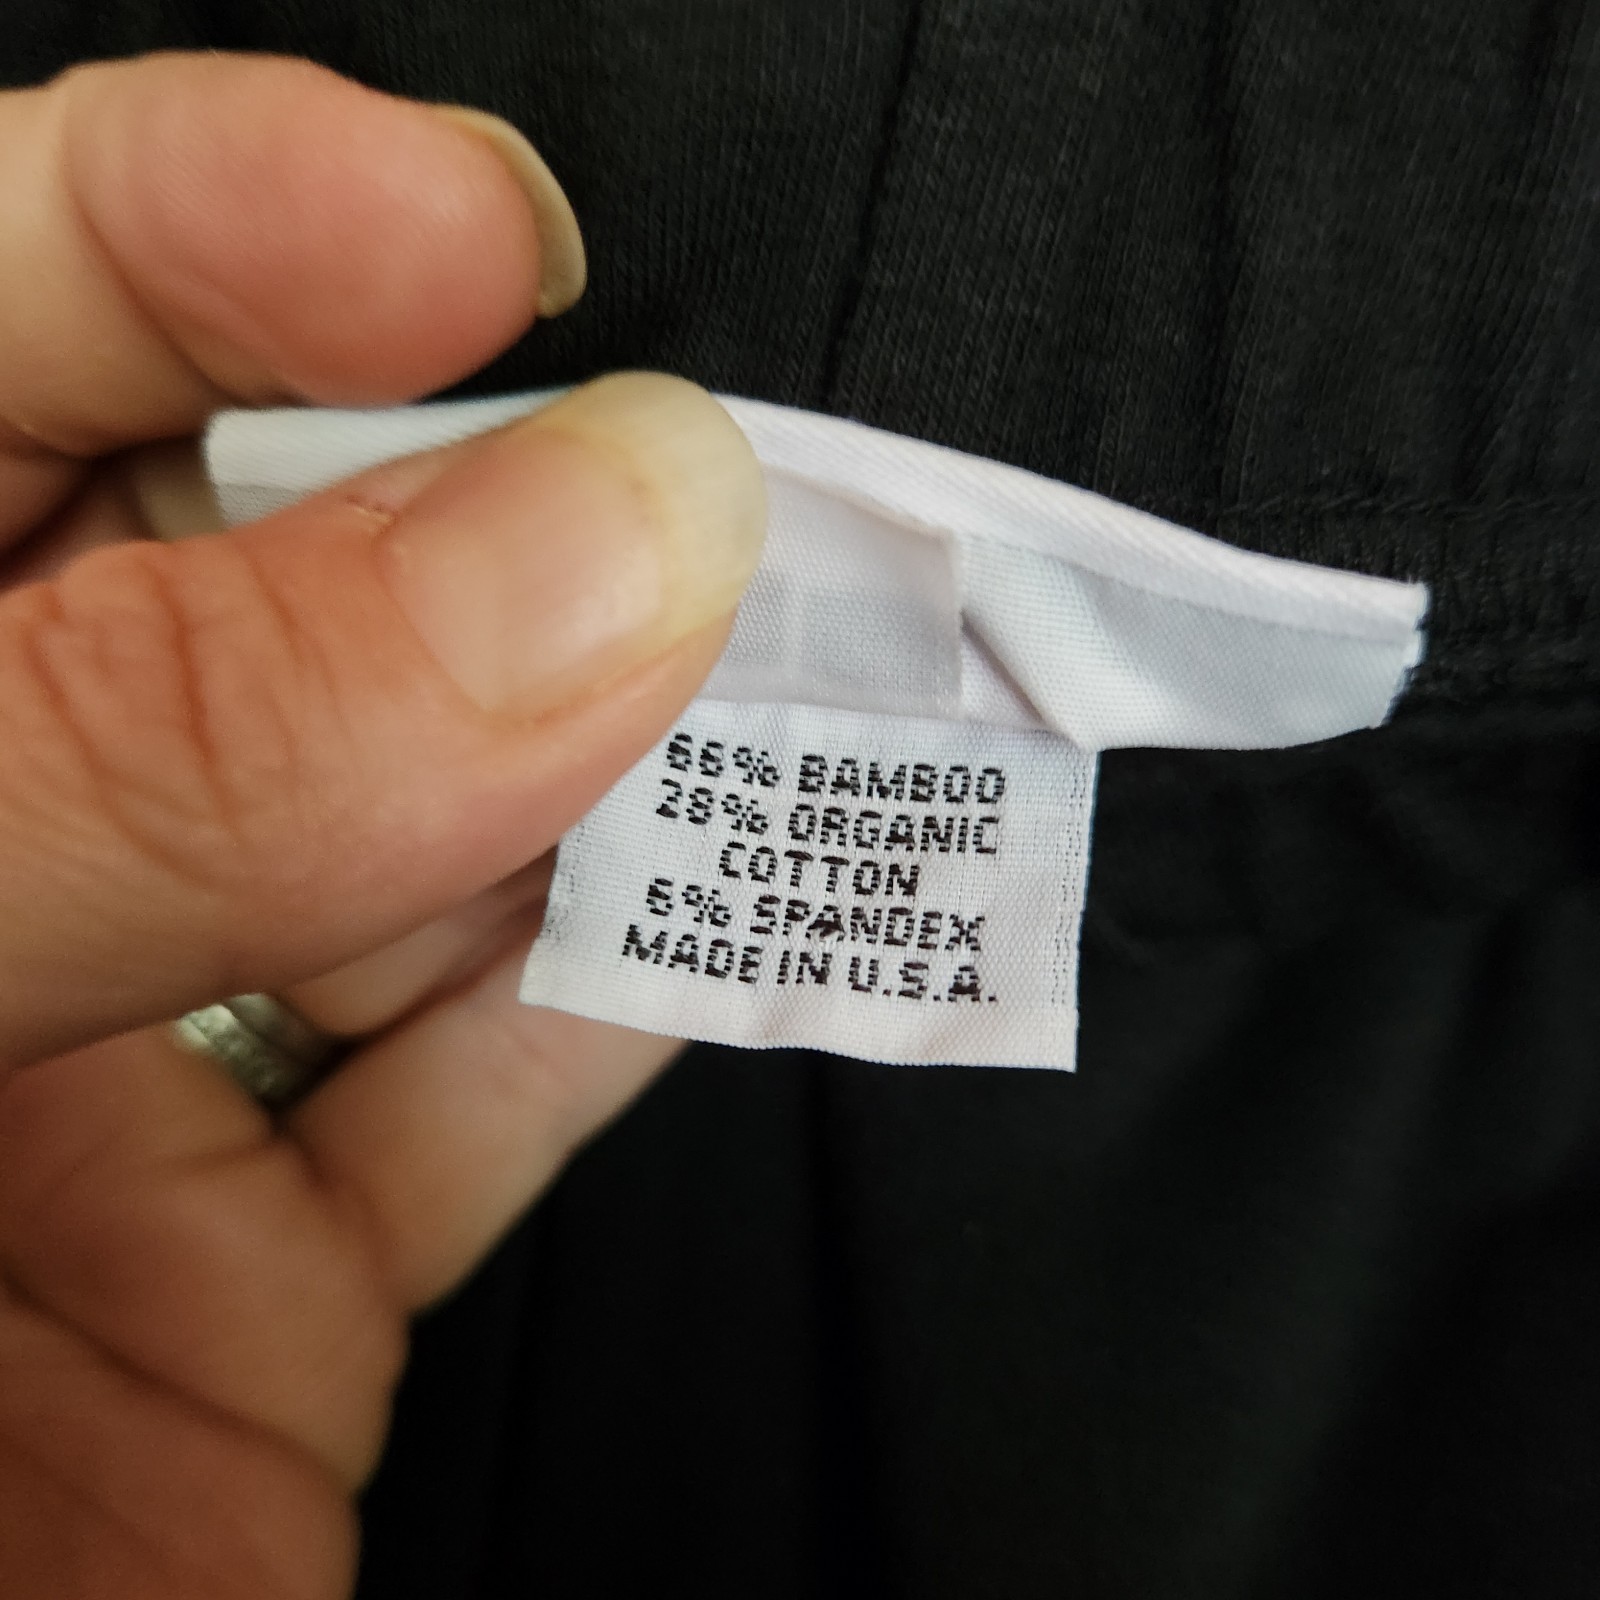 66% BAMBOO
28% ORGANIC
COTTON
6% SPANDEX
MADE IN U.S.A.